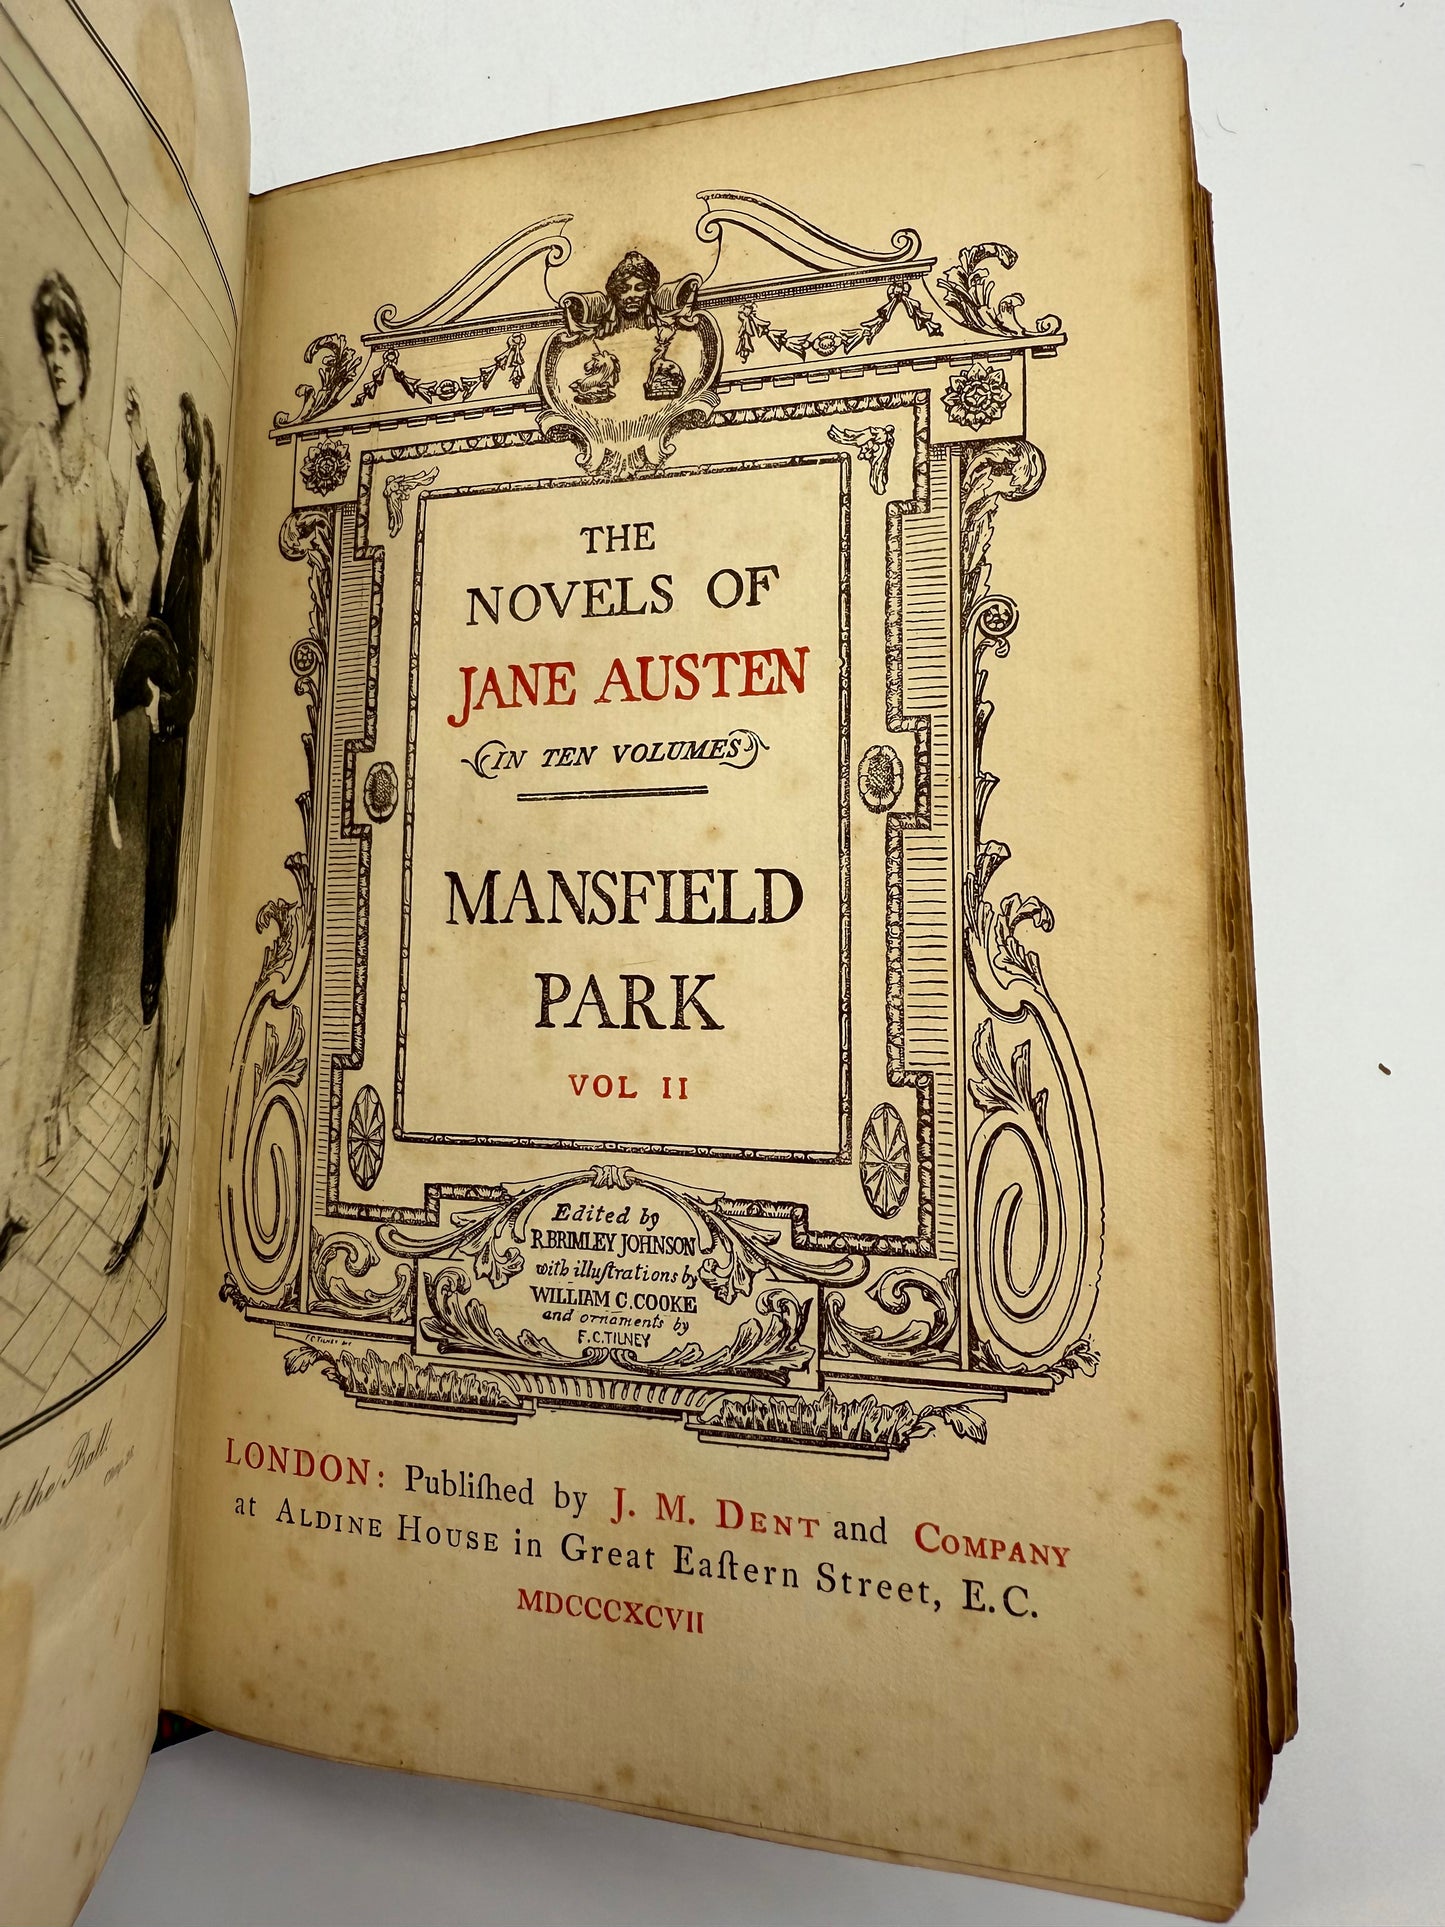 THE
NOVELS OF
JANE AUSTEN
IN TEN VOLUMES
MANSFIELD
PARK
VOL II
Edited by
R. BRIMLEY JOHNSON
with illuſtrations by
WILLIAM C. COOKE
and ornaments by
F.C. TILNEY
LONDON: Publiſhed by J. M. DENT and COMPANY
at ALDINE HOUSE in Great Eaſtern Street, E.C.
MDCCCXCVII
the Ball.